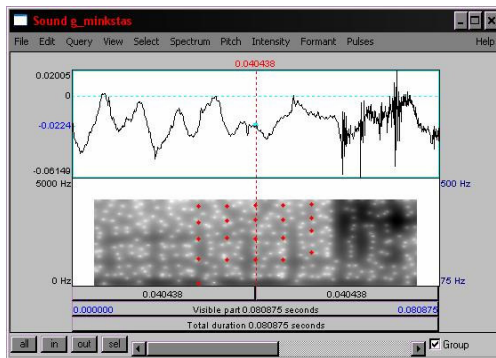 Sound g_minkstas
File Edit Query View Select Spectrum Pitch Intensity Formant Pulses Help
0.040438
0.02005
0
-0.0224
-0.06149
5000 Hz 500 Hz
0 Hz 75 Hz
0.040438 0.040438
0.000000 Visible part 0.080875 seconds 0.080875
Total duration 0.080875 seconds
all in out sel Group